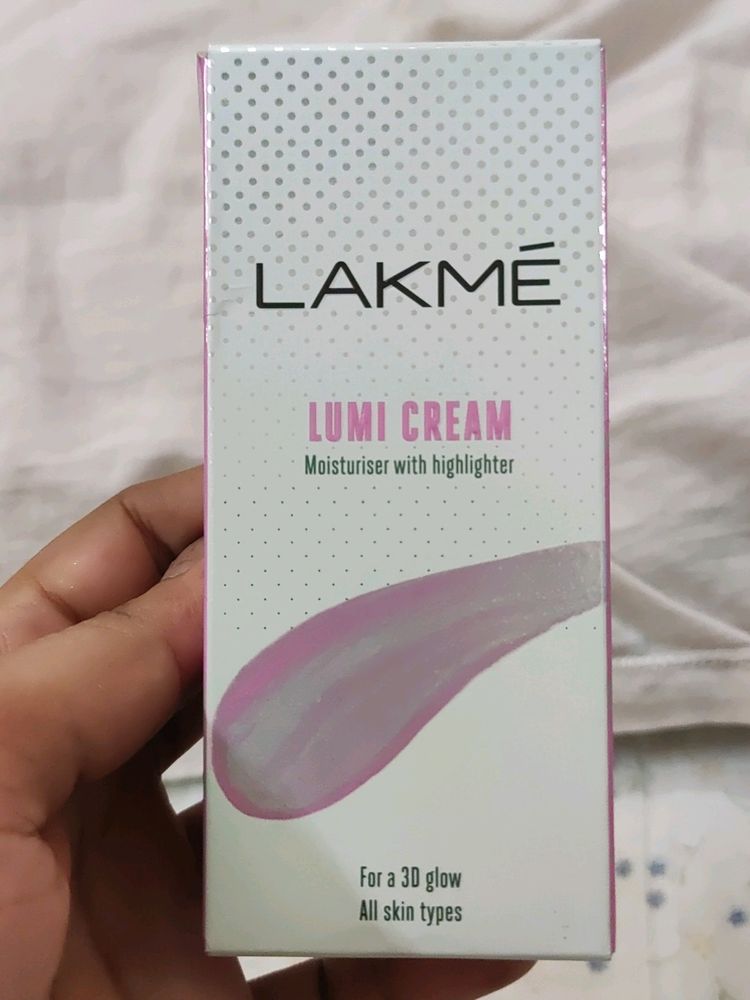 LAKMÉ
LUMI CREAM
Moisturiser with highlighter
For a 3D glow
All skin types